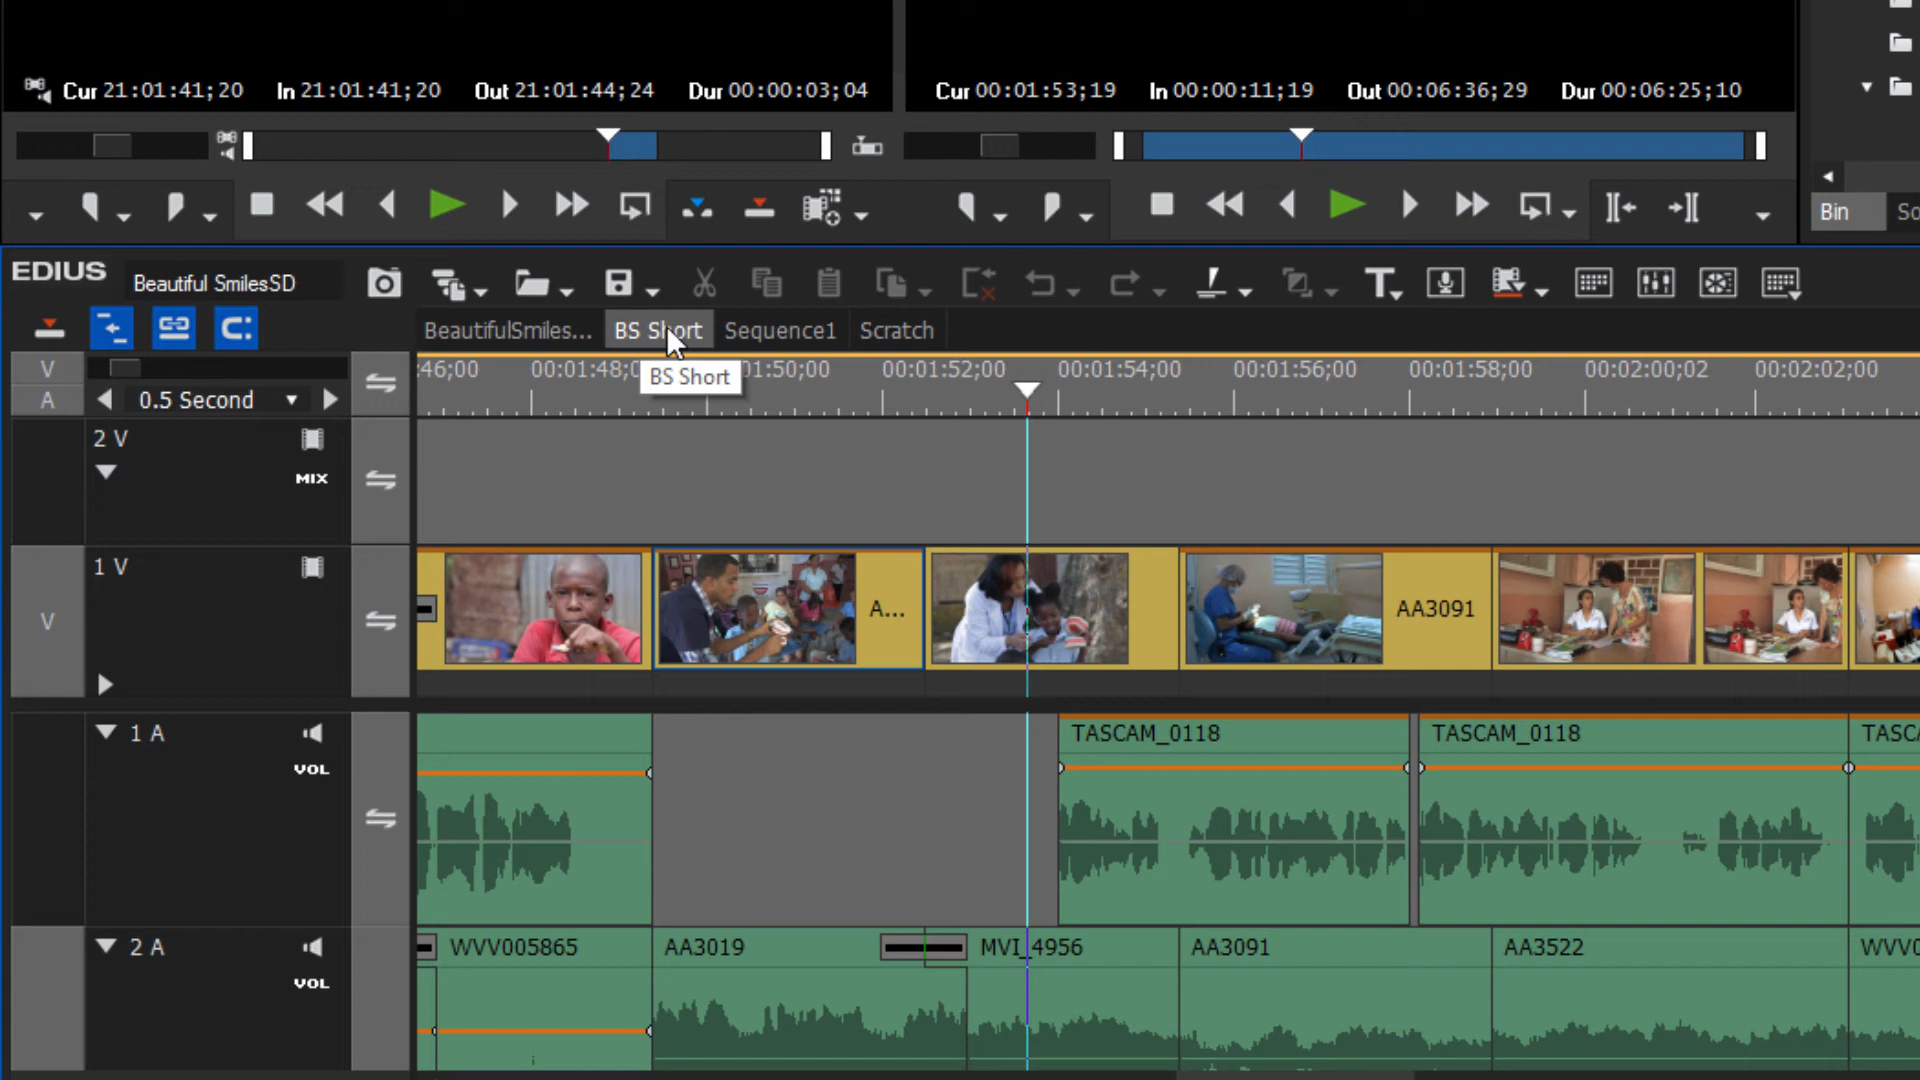 Cur 21:01:41;20 In 21:01:41;20 Out 21:01:44;24 Dur 00:00:03;04
Cur 00:01:53;19 In 00:00:11;19 Out 00:06:36;29 Dur 00:06:25;10
Bin So
EDIUS Beautiful SmilesSD
BeautifulSmiles... BS Short Sequence1 Scratch
BS Short
:46;00 00:01:48;0 1:50;00 00:01:52;00 00:01:54;00 00:01:56;00 00:01:58;00 00:02:00;02 00:02:02;00
V
A
0.5 Second
2 V
MIX
1 V
V
A... AA3091
1 A
VOL
TASCAM_0118 TASCAM_0118 TASCA
2 A
VOL
WVV005865 AA3019 MVI_4956 AA3091 AA3522 WVV0